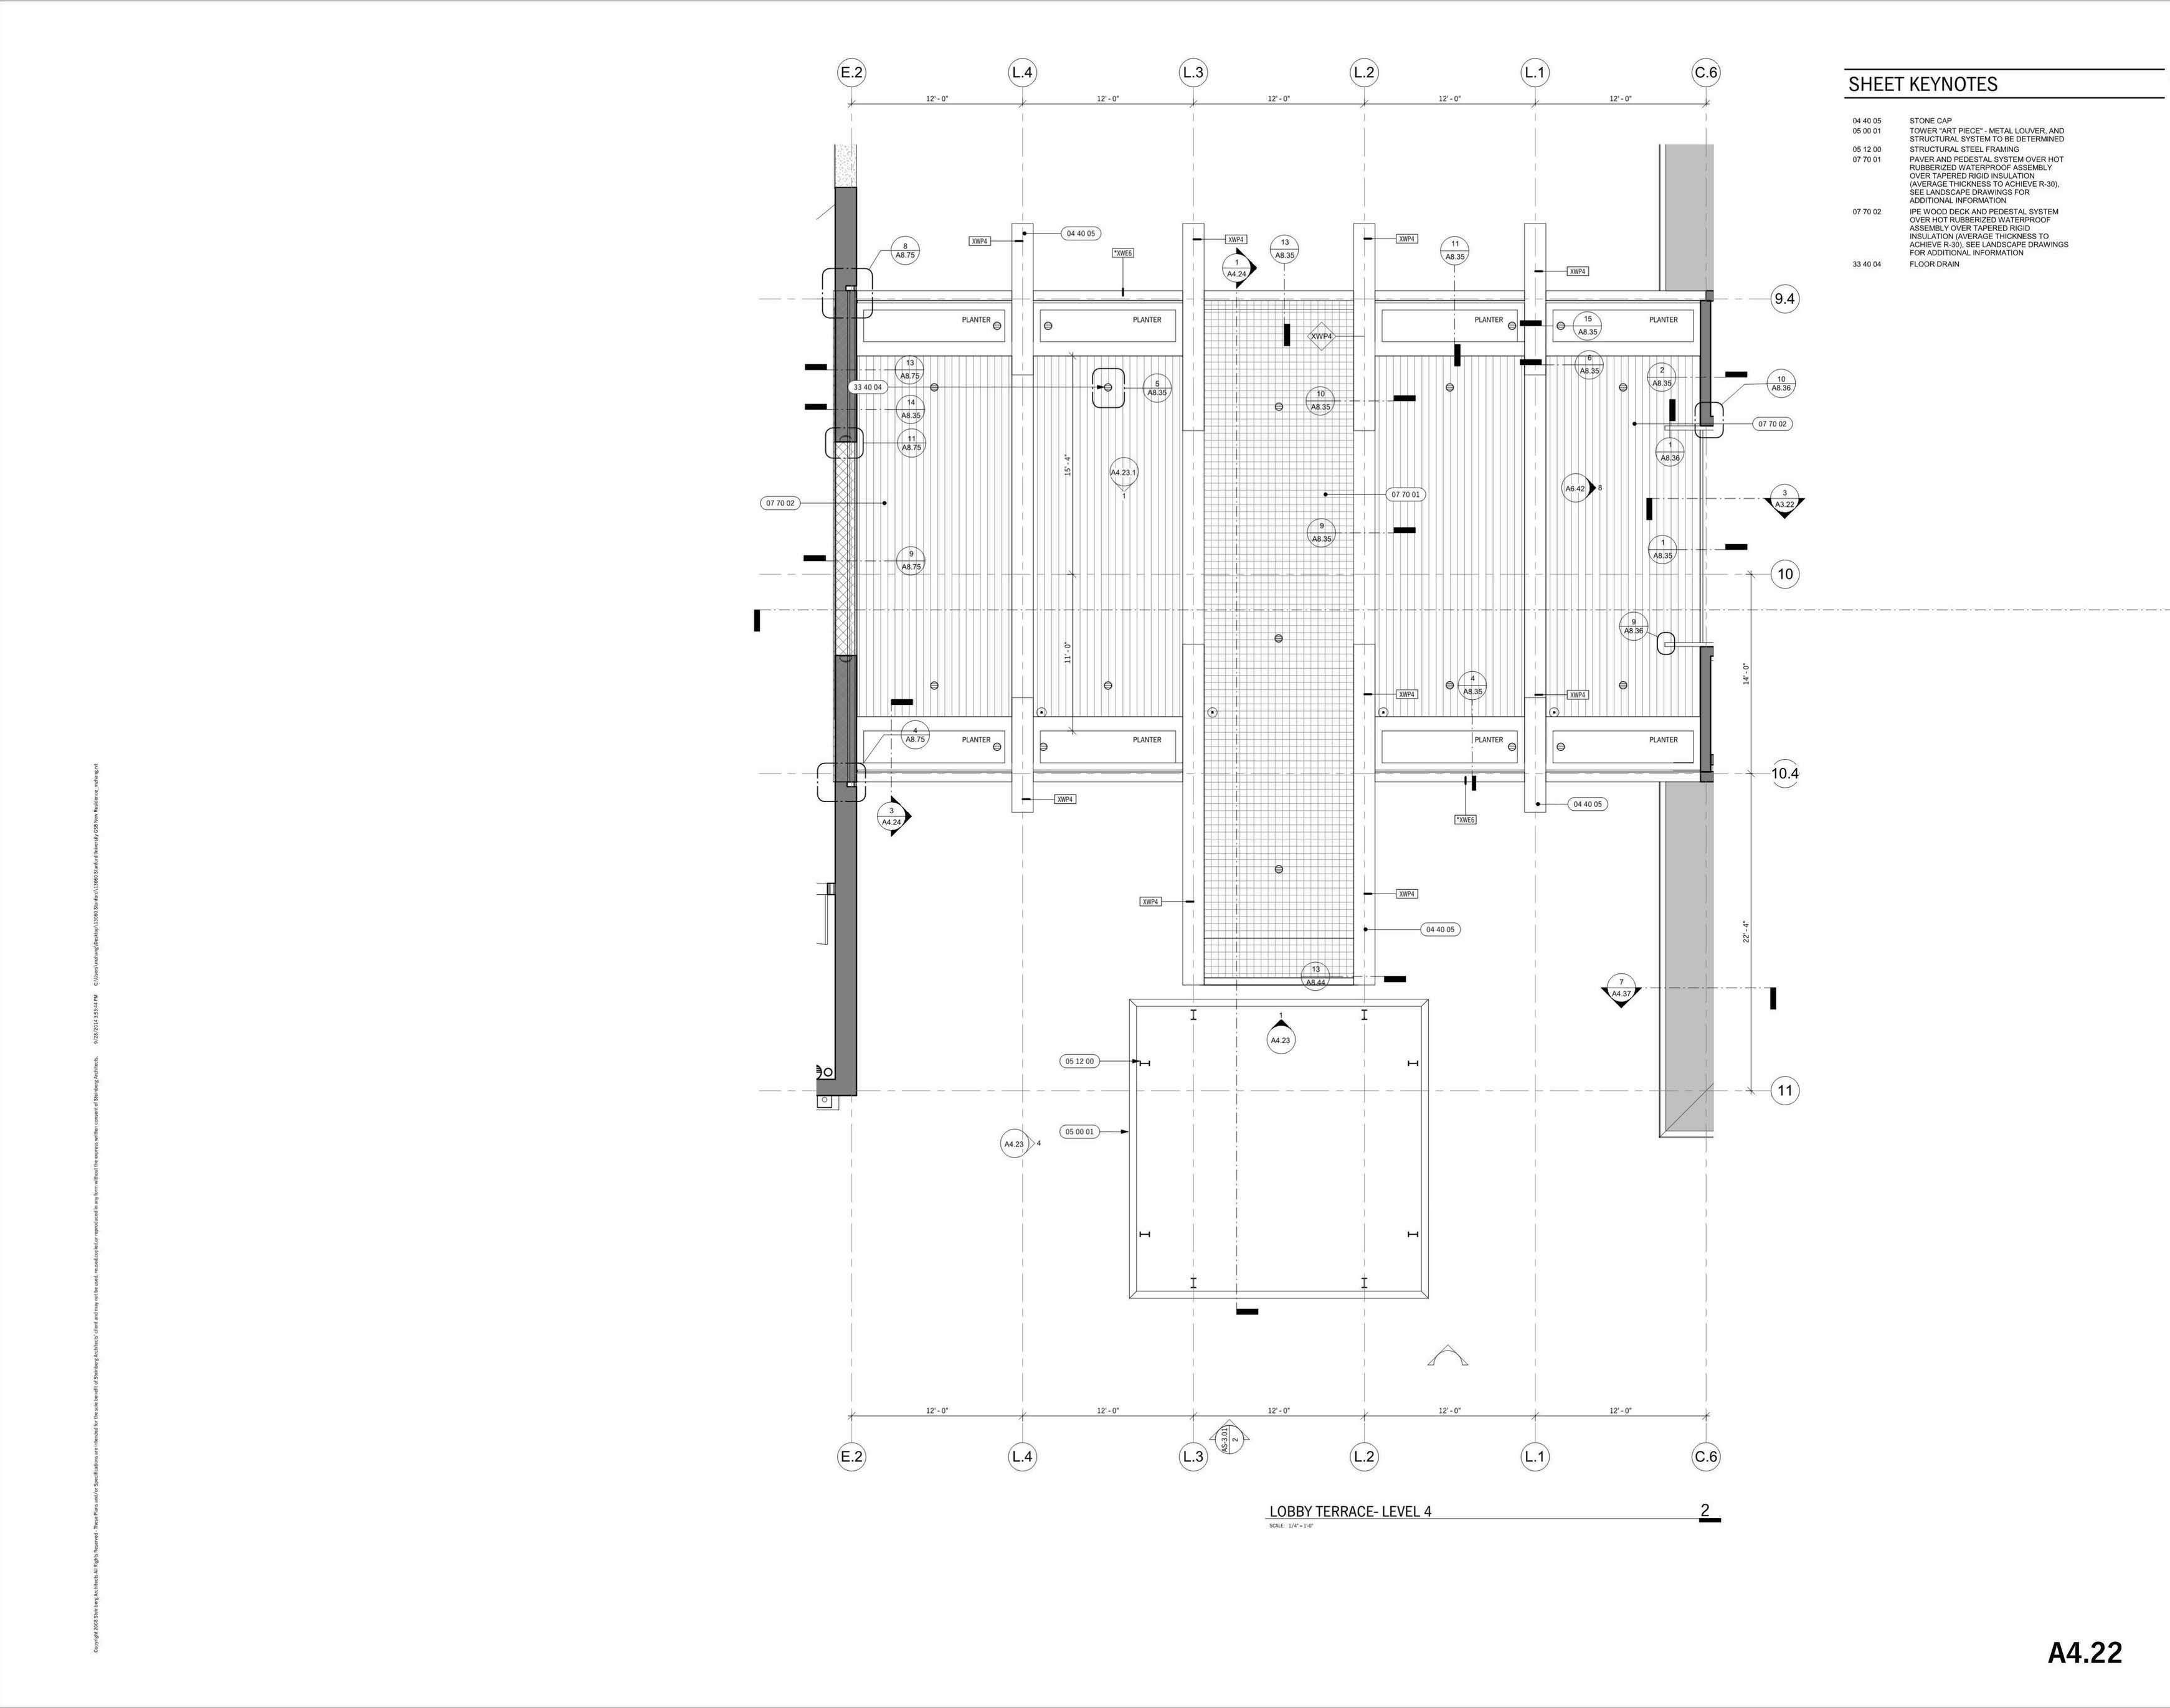 E.2
L.4
L.3
L.2
L.1
C.6
12' - 0"
12' - 0"
12' - 0"
12' - 0"
12' - 0"
SHEET KEYNOTES
04 40 05 STONE CAP
05 00 01 TOWER "ART PIECE" - METAL LOUVER, AND
STRUCTURAL SYSTEM TO BE DETERMINED
05 12 00 STRUCTURAL STEEL FRAMING
07 70 01 PAVER AND PEDESTAL SYSTEM OVER HOT
RUBBERIZED WATERPROOF ASSEMBLY
OVER TAPERED RIGID INSULATION
(AVERAGE THICKNESS TO ACHIEVE R-30),
SEE LANDSCAPE DRAWINGS FOR
ADDITIONAL INFORMATION
07 70 02 IPE WOOD DECK AND PEDESTAL SYSTEM
OVER HOT RUBBERIZED WATERPROOF
ASSEMBLY OVER TAPERED RIGID
INSULATION (AVERAGE THICKNESS TO
ACHIEVE R-30), SEE LANDSCAPE DRAWINGS
FOR ADDITIONAL INFORMATION
33 40 04 FLOOR DRAIN
8
A8.75
XWP4
04 40 05
*XWE6
XWP4
1
A4.24
13
A8.35
XWP4
11
A8.35
XWP4
9.4
PLANTER
PLANTER
XWP4
PLANTER
15
A8.35
PLANTER
13
A8.75
33 40 04
5
A8.35
6
A8.35
2
A8.35
10
A8.36
14
A8.35
10
A8.35
11
A8.75
07 70 02
1
A8.36
15' - 4"
A4.23.1
1
07 70 01
A6.42
8
3
A3.22
07 70 02
9
A8.35
1
A8.35
9
A8.75
10
9
A8.36
11' - 0"
14' - 0"
4
A8.35
XWP4
XWP4
4
A8.75
PLANTER
PLANTER
PLANTER
PLANTER
10.4
XWP4
3
A4.24
04 40 05
*XWE6
XWP4
XWP4
04 40 05
22' - 4"
13
A8.44
7
A4.37
1
A4.23
05 12 00
11
05 00 01
A4.23
4
12' - 0"
12' - 0"
12' - 0"
12' - 0"
12' - 0"
AS-3.01
2
E.2
L.4
L.3
L.2
L.1
C.6
LOBBY TERRACE- LEVEL 4
2
SCALE: 1/4" = 1'-0"
A4.22